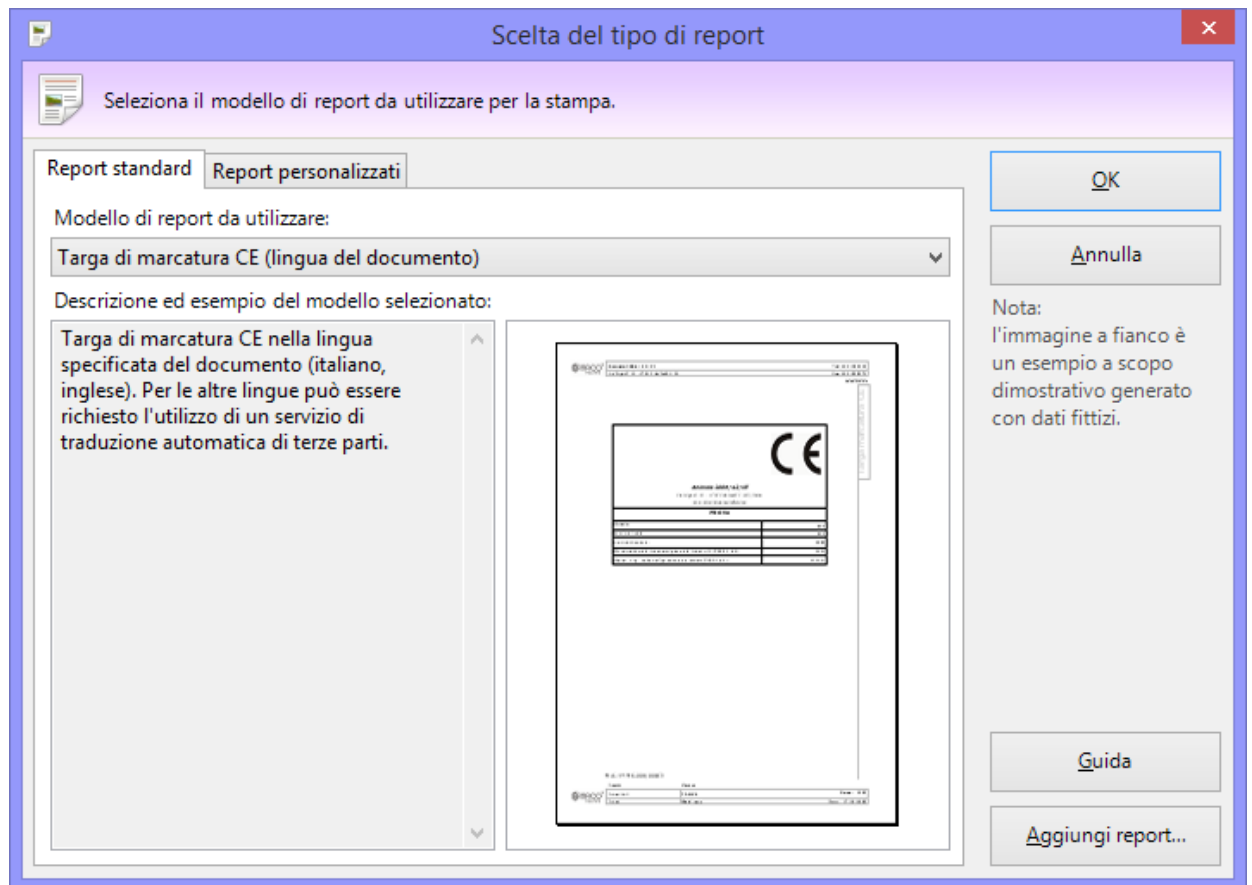 Scelta del tipo di report
Seleziona il modello di report da utilizzare per la stampa.
Report standard
Report personalizzati
Modello di report da utilizzare:
Targa di marcatura CE (lingua del documento)
Descrizione ed esempio del modello selezionato:
Targa di marcatura CE nella lingua
specificata del documento (italiano,
inglese). Per le altre lingue può essere
richiesto l'utilizzo di un servizio di
traduzione automatica di terze parti.
CE
OK
Annulla
Nota:
l'immagine a fianco è
un esempio a scopo
dimostrativo generato
con dati fittizi.
Guida
Aggiungi report...